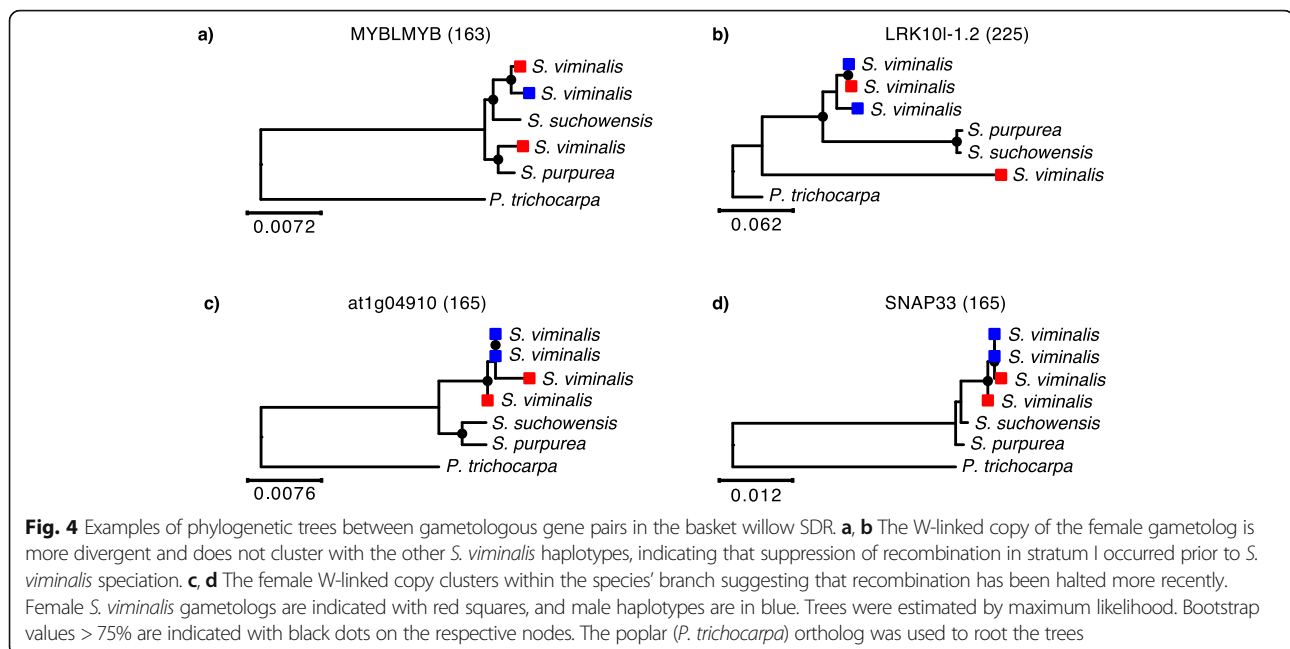 a) MYBLMYB (163)
S. viminalis
S. viminalis
S. suchowensis
S. viminalis
S. purpurea
P. trichocarpa
0.0072
b) LRK10l-1.2 (225)
S. viminalis
S. viminalis
S. viminalis
S. purpurea
S. suchowensis
S. viminalis
P. trichocarpa
0.062
c) at1g04910 (165)
S. viminalis
S. viminalis
S. viminalis
S. viminalis
S. suchowensis
S. purpurea
P. trichocarpa
0.0076
d) SNAP33 (165)
S. viminalis
S. viminalis
S. viminalis
S. viminalis
S. suchowensis
S. purpurea
P. trichocarpa
0.012
Fig. 4 Examples of phylogenetic trees between gametologous gene pairs in the basket willow SDR. a, b The W-linked copy of the female gametolog is
more divergent and does not cluster with the other S. viminalis haplotypes, indicating that suppression of recombination in stratum I occurred prior to S.
viminalis speciation. c, d The female W-linked copy clusters within the species' branch suggesting that recombination has been halted more recently.
Female S. viminalis gametologs are indicated with red squares, and male haplotypes are in blue. Trees were estimated by maximum likelihood. Bootstrap
values > 75% are indicated with black dots on the respective nodes. The poplar (P. trichocarpa) ortholog was used to root the trees